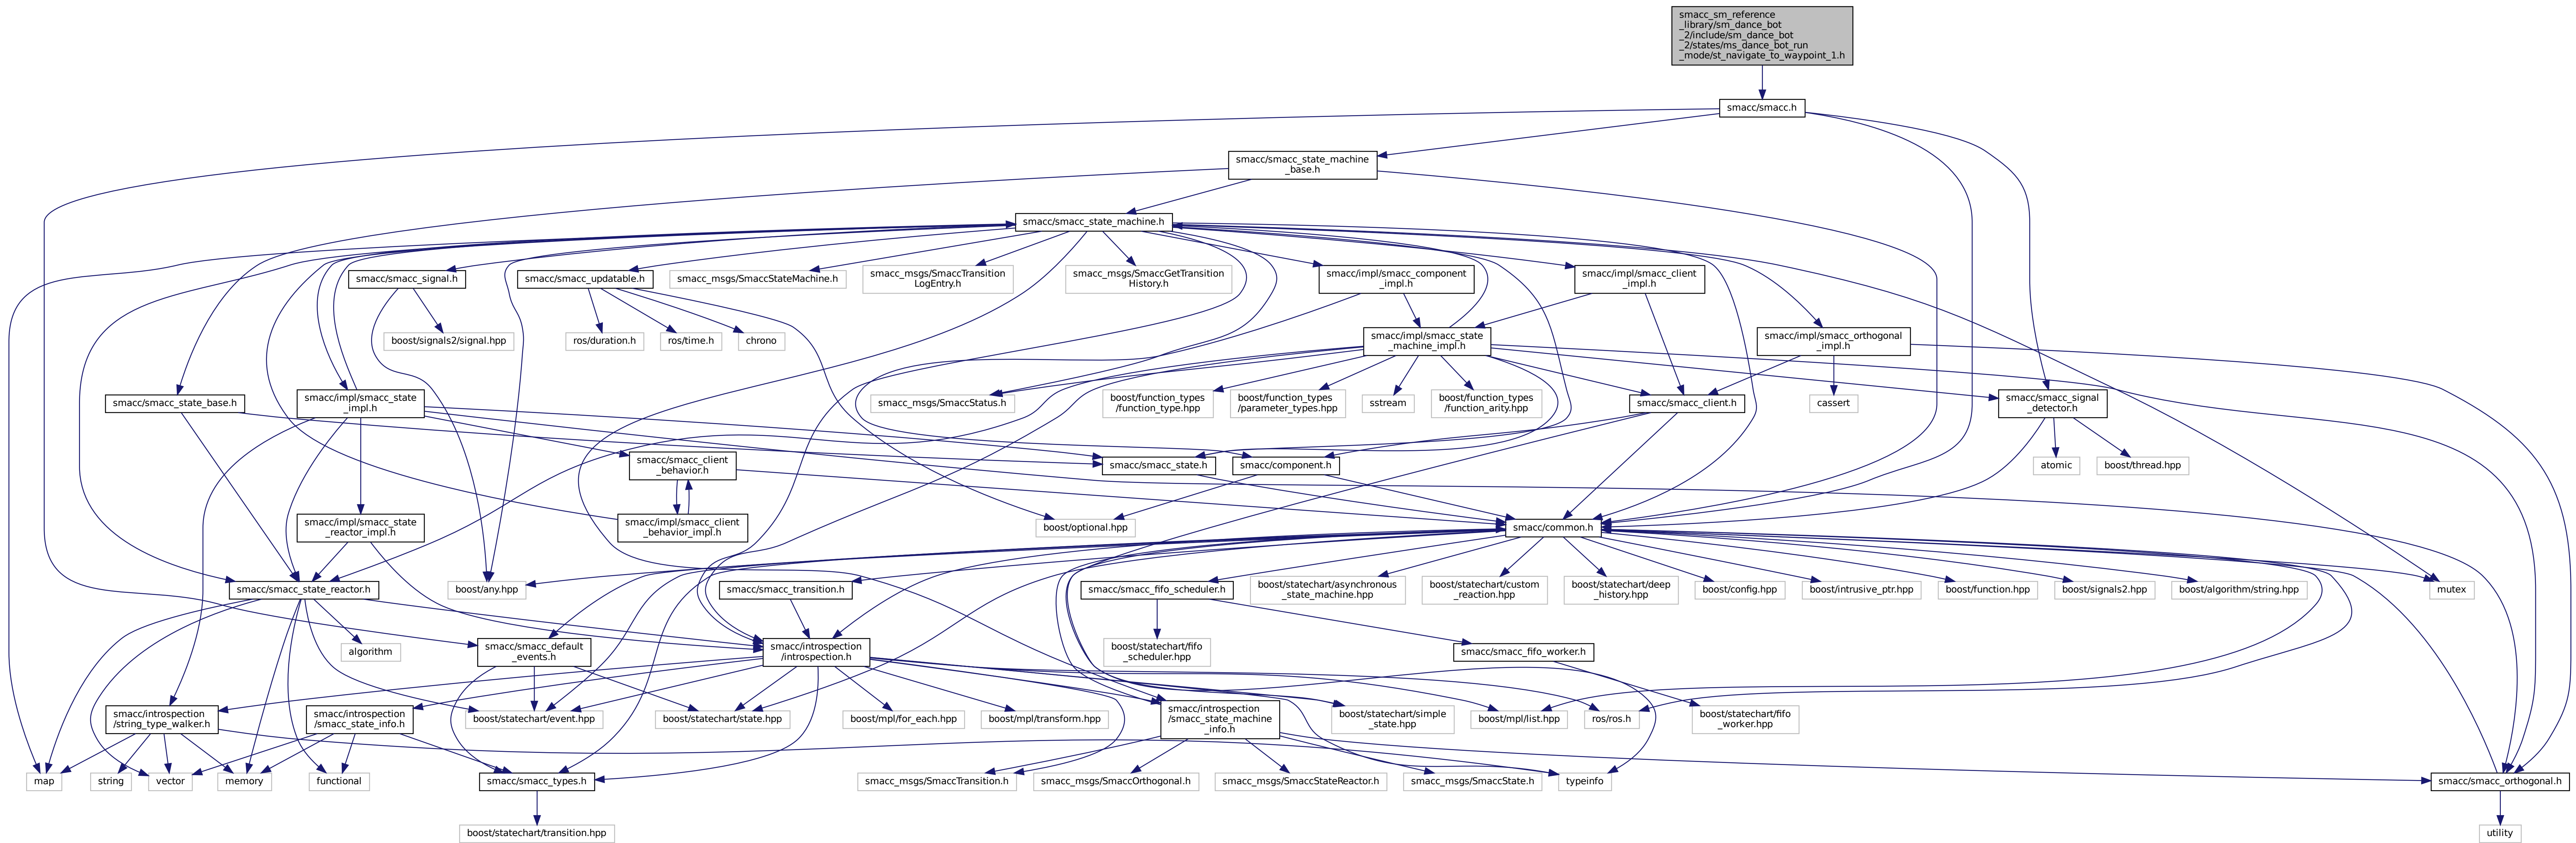 smacc_sm_reference
_library/sm_dance_bot
_2/include/sm_dance_bot
_2/states/ms_dance_bot_run
_mode/st_navigate_to_waypoint_1.h
smacc/smacc.h
smacc/smacc_state_machine
_base.h
smacc/smacc_state_machine.h
smacc/smacc_signal.h
smacc/smacc_updatable.h
smacc_msgs/SmaccStateMachine.h
smacc_msgs/SmaccTransition
LogEntry.h
smacc_msgs/SmaccGetTransition
History.h
smacc/impl/smacc_component
_impl.h
smacc/impl/smacc_client
_impl.h
boost/signals2/signal.hpp
ros/duration.h
ros/time.h
chrono
smacc/impl/smacc_state
_machine_impl.h
smacc/impl/smacc_orthogonal
_impl.h
smacc/smacc_state_base.h
smacc/impl/smacc_state
_impl.h
smacc_msgs/SmaccStatus.h
boost/function_types
/function_type.hpp
boost/function_types
/parameter_types.hpp
sstream
boost/function_types
/function_arity.hpp
smacc/smacc_client.h
cassert
smacc/smacc_signal
_detector.h
smacc/smacc_client
_behavior.h
smacc/smacc_state.h
smacc/component.h
atomic
boost/thread.hpp
smacc/impl/smacc_state
_reactor_impl.h
smacc/impl/smacc_client
_behavior_impl.h
boost/optional.hpp
smacc/common.h
smacc/smacc_state_reactor.h
boost/any.hpp
smacc/smacc_transition.h
smacc/smacc_fifo_scheduler.h
boost/statechart/asynchronous
_state_machine.hpp
boost/statechart/custom
_reaction.hpp
boost/statechart/deep
_history.hpp
boost/config.hpp
boost/intrusive_ptr.hpp
boost/function.hpp
boost/signals2.hpp
boost/algorithm/string.hpp
mutex
algorithm
smacc/smacc_default
_events.h
smacc/introspection
/introspection.h
boost/statechart/fifo
_scheduler.hpp
smacc/smacc_fifo_worker.h
smacc/introspection
/string_type_walker.h
smacc/introspection
/smacc_state_info.h
boost/statechart/event.hpp
boost/statechart/state.hpp
boost/mpl/for_each.hpp
boost/mpl/transform.hpp
smacc/introspection
/smacc_state_machine
_info.h
boost/statechart/simple
_state.hpp
boost/mpl/list.hpp
ros/ros.h
boost/statechart/fifo
_worker.hpp
map
string
vector
memory
functional
smacc/smacc_types.h
smacc_msgs/SmaccTransition.h
smacc_msgs/SmaccOrthogonal.h
smacc_msgs/SmaccStateReactor.h
smacc_msgs/SmaccState.h
typeinfo
smacc/smacc_orthogonal.h
boost/statechart/transition.hpp
utility